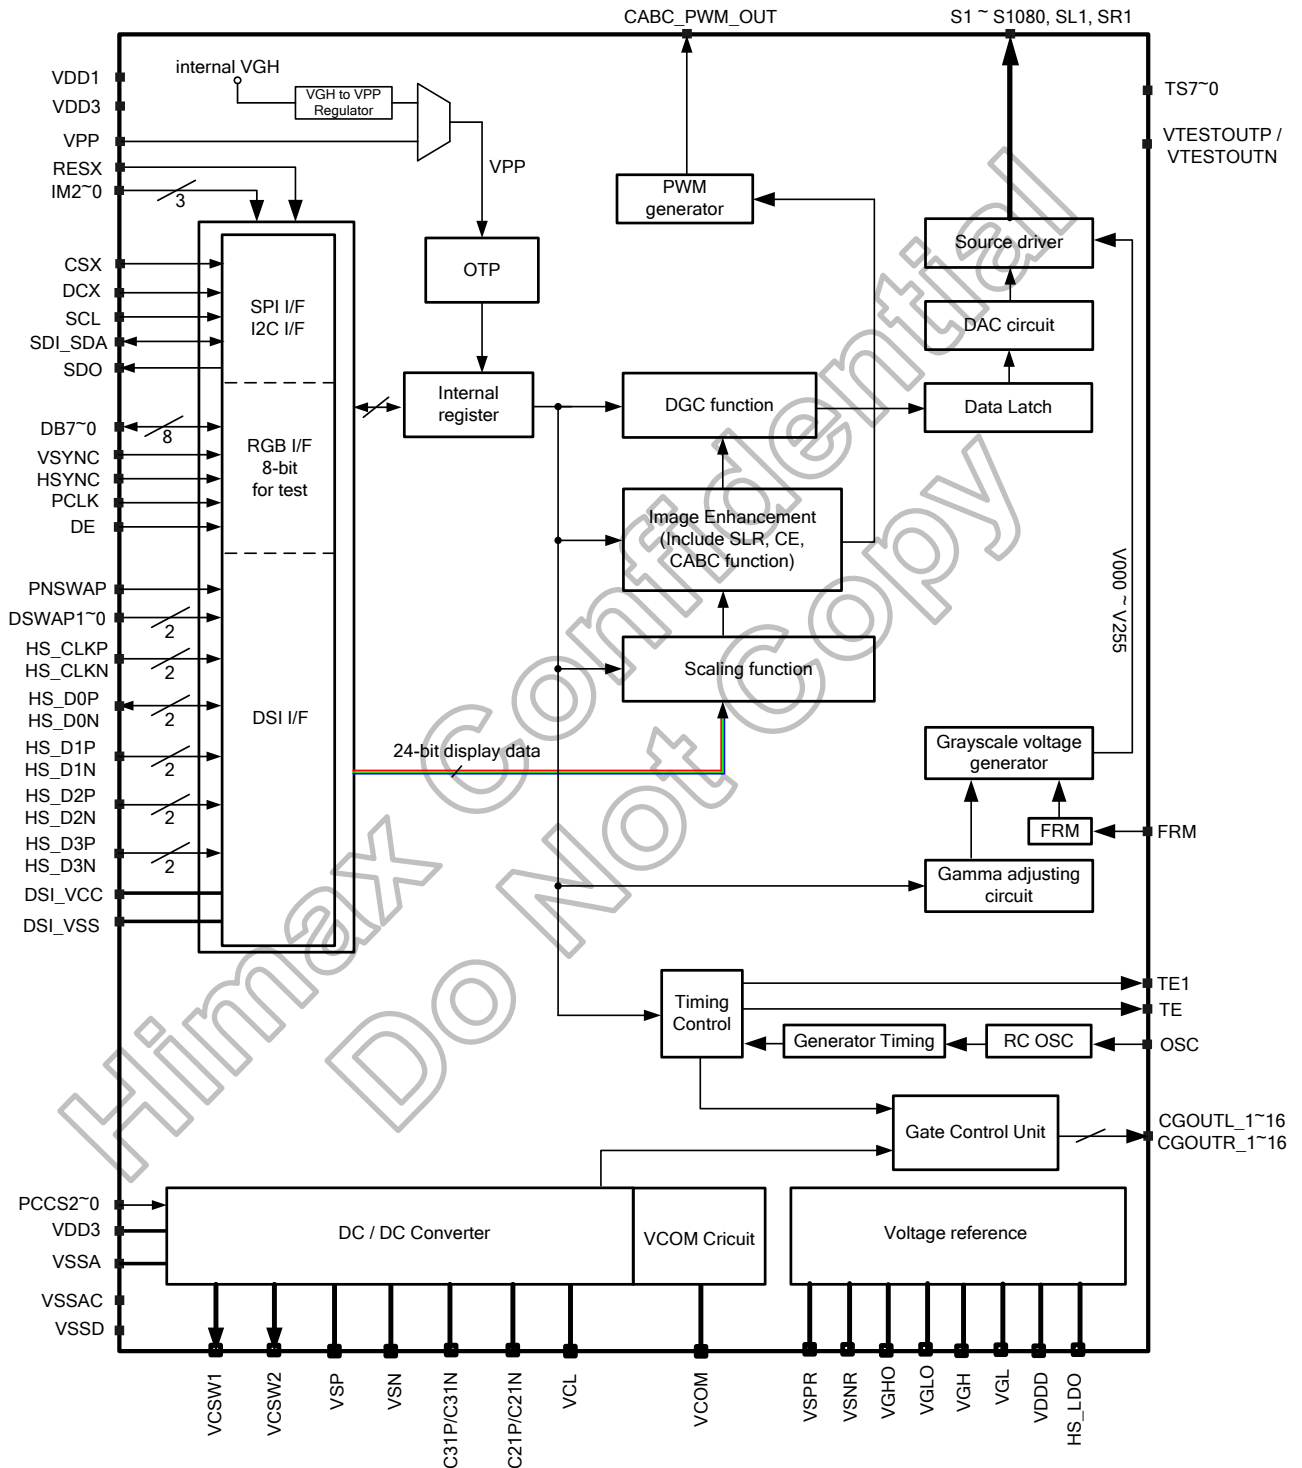 CABC_PWM_OUT
S1 ~ S1080, SL1, SR1
VDD1
VDD3
VPP
RESX
IM2~0
3
internal VGH
VGH to VPP
Regulator
VPP
TS7~0
VTESTOUTP /
VTESTOUTN
PWM
generator
Source driver
CSX
DCX
SCL
SDI_SDA
SDO
SPI I/F
I2C I/F
OTP
DAC circuit
Internal
register
DGC function
Data Latch
DB7~0
8
VSYNC
HSYNC
PCLK
DE
RGB I/F
8-bit
for test
Image Enhancement
(Include SLR, CE,
CABC function)
V000 ~ V255
PNSWAP
DSWAP1~0
2
HS_CLKP
HS_CLKN
2
HS_D0P
HS_D0N
2
HS_D1P
HS_D1N
2
HS_D2P
HS_D2N
2
HS_D3P
HS_D3N
2
DSI_VCC
DSI_VSS
DSI I/F
Scaling function
24-bit display data
Grayscale voltage
generator
FRM
FRM
Gamma adjusting
circuit
Timing
Control
TE1
TE
Generator Timing
RC OSC
OSC
Gate Control Unit
CGOUTL_1~16
CGOUTR_1~16
PCCS2~0
VDD3
VSSA
VSSAC
VSSD
DC / DC Converter
VCOM Cricuit
Voltage reference
VCSW1
VCSW2
VSP
VSN
C31P/C31N
C21P/C21N
VCL
VCOM
VSPR
VSNR
VGHO
VGLO
VGH
VGL
VDDD
HS_LDO
Himax Confidential
Do Not Copy